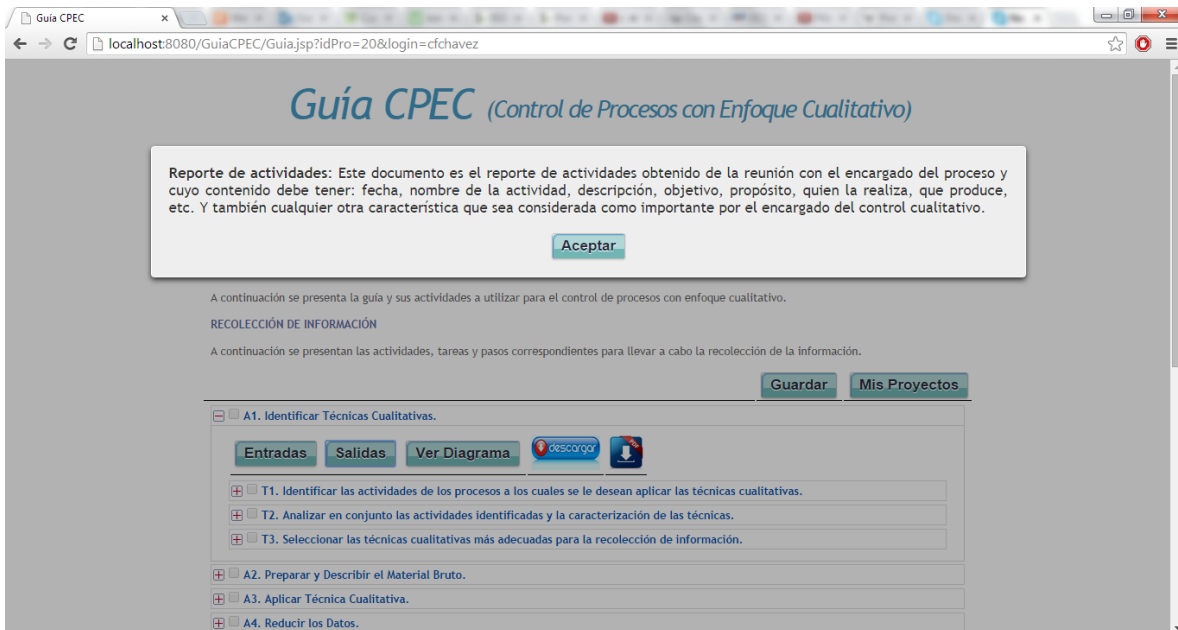 Guía CPEC
localhost:8080/GuiaCPEC/Guia.jsp?idPro=20&login=cfchavez
Guía CPEC (Control de Procesos con Enfoque Cualitativo)
Reporte de actividades: Este documento es el reporte de actividades obtenido de la reunión con el encargado del proceso y
cuyo contenido debe tener: fecha, nombre de la actividad, descripción, objetivo, propósito, quien la realiza, que produce,
etc. Y también cualquier otra característica que sea considerada como importante por el encargado del control cualitativo.
Aceptar
A continuación se presenta la guía y sus actividades a utilizar para el control de procesos con enfoque cualitativo.
RECOLECCIÓN DE INFORMACIÓN
A continuación se presentan las actividades, tareas y pasos correspondientes para llevar a cabo la recolección de la información.
Guardar Mis Proyectos
A1. Identificar Técnicas Cualitativas.
Entradas Salidas Ver Diagrama descargar PDF
T1. Identificar las actividades de los procesos a los cuales se le desean aplicar las técnicas cualitativas.
T2. Analizar en conjunto las actividades identificadas y la caracterización de las técnicas.
T3. Seleccionar las técnicas cualitativas más adecuadas para la recolección de información.
A2. Preparar y Describir el Material Bruto.
A3. Aplicar Técnica Cualitativa.
A4. Reducir los Datos.